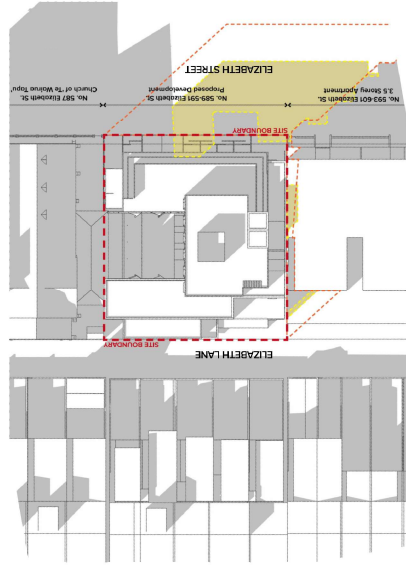 ELIZABETH LANE
SITE BOUNDARY
SITE BOUNDARY
No. 593-601 Elizabeth St.
3.5 Storey Apartment
No. 589-591 Elizabeth St.
Proposed Development
No. 587 Elizabeth St.
Church of Te Wairua Tapu
ELIZABETH STREET